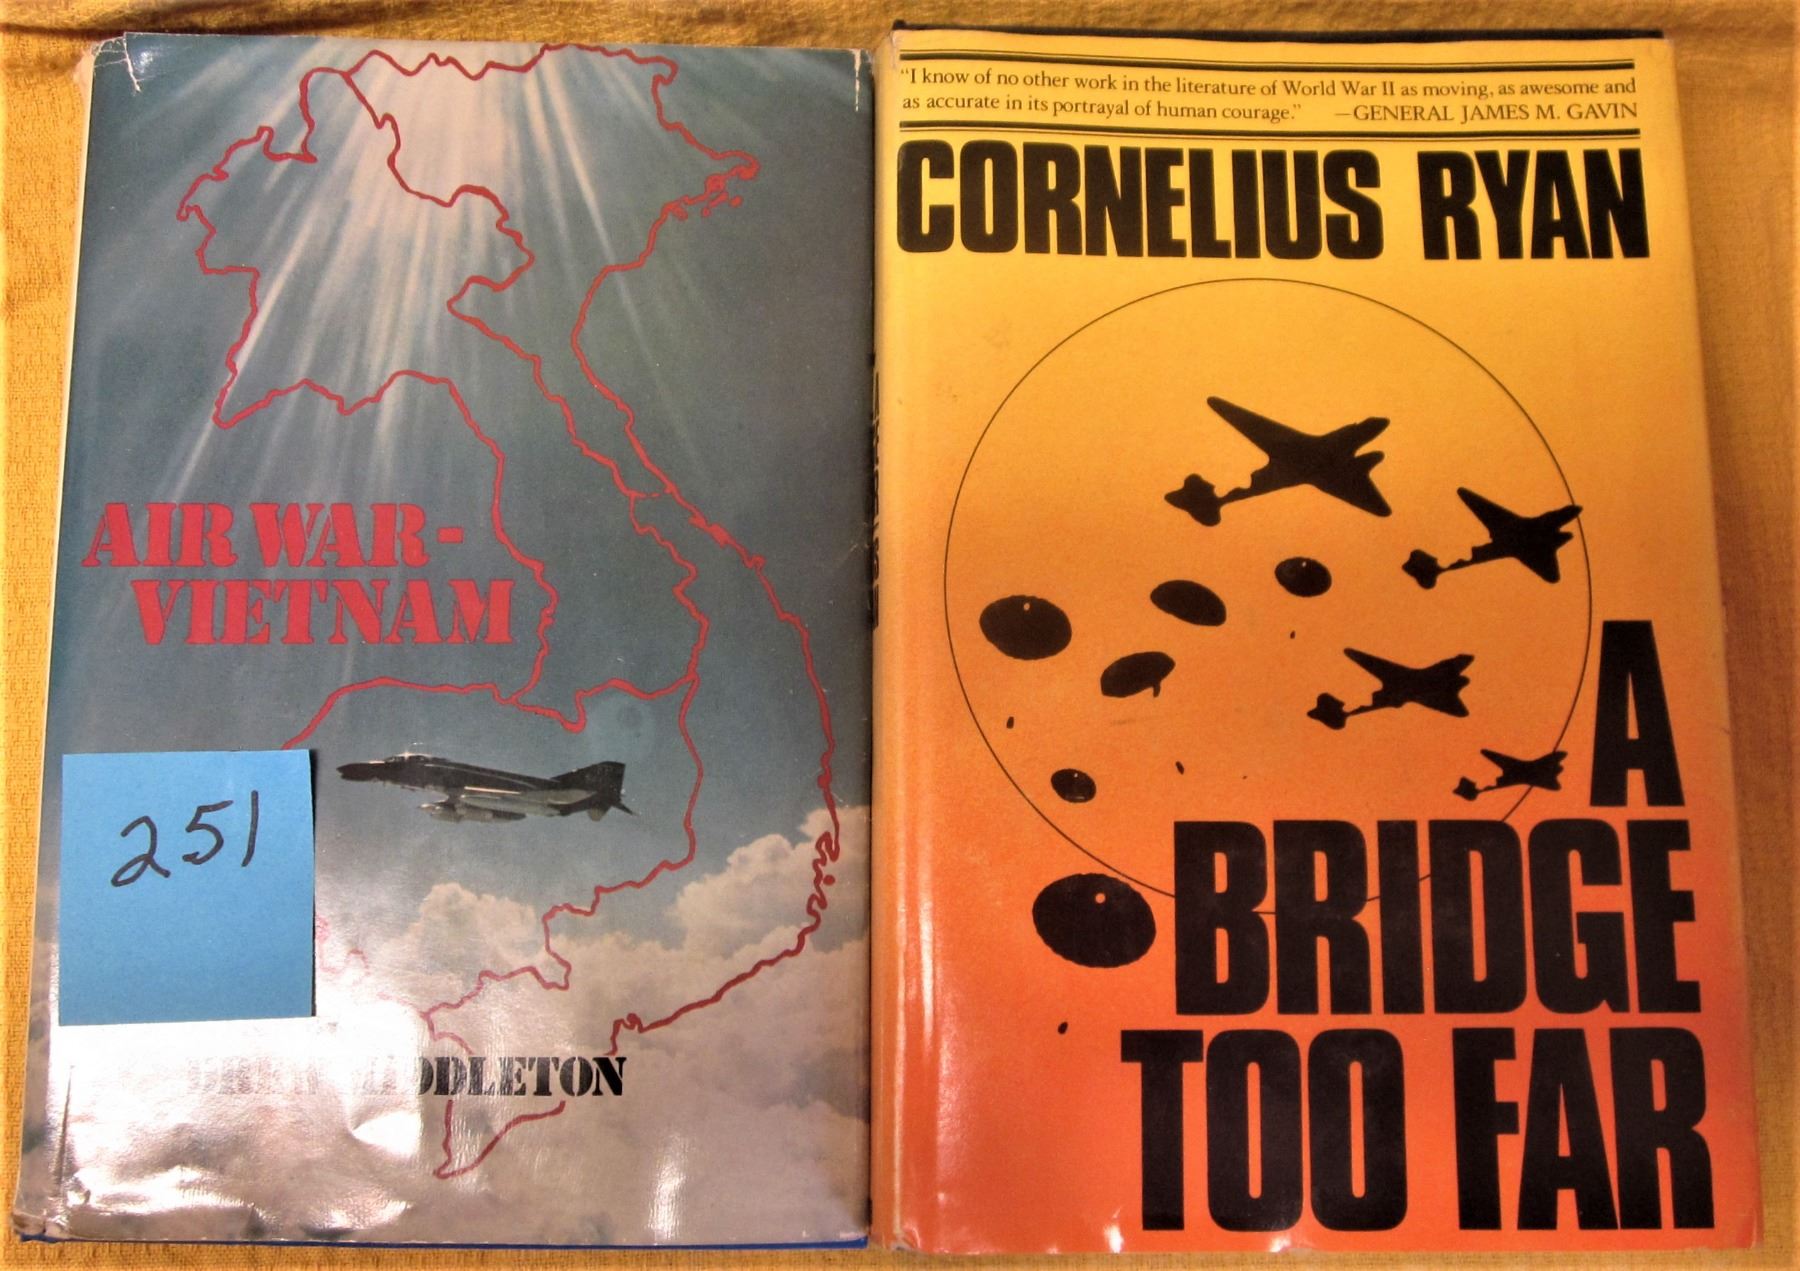 AIR WAR-
VIETNAM
251
DREW MIDDLETON
"I know of no other work in the literature of World War II as moving, as awesome and
as accurate in its portrayal of human courage." —GENERAL JAMES M. GAVIN
CORNELIUS RYAN
A
BRIDGE
TOO FAR